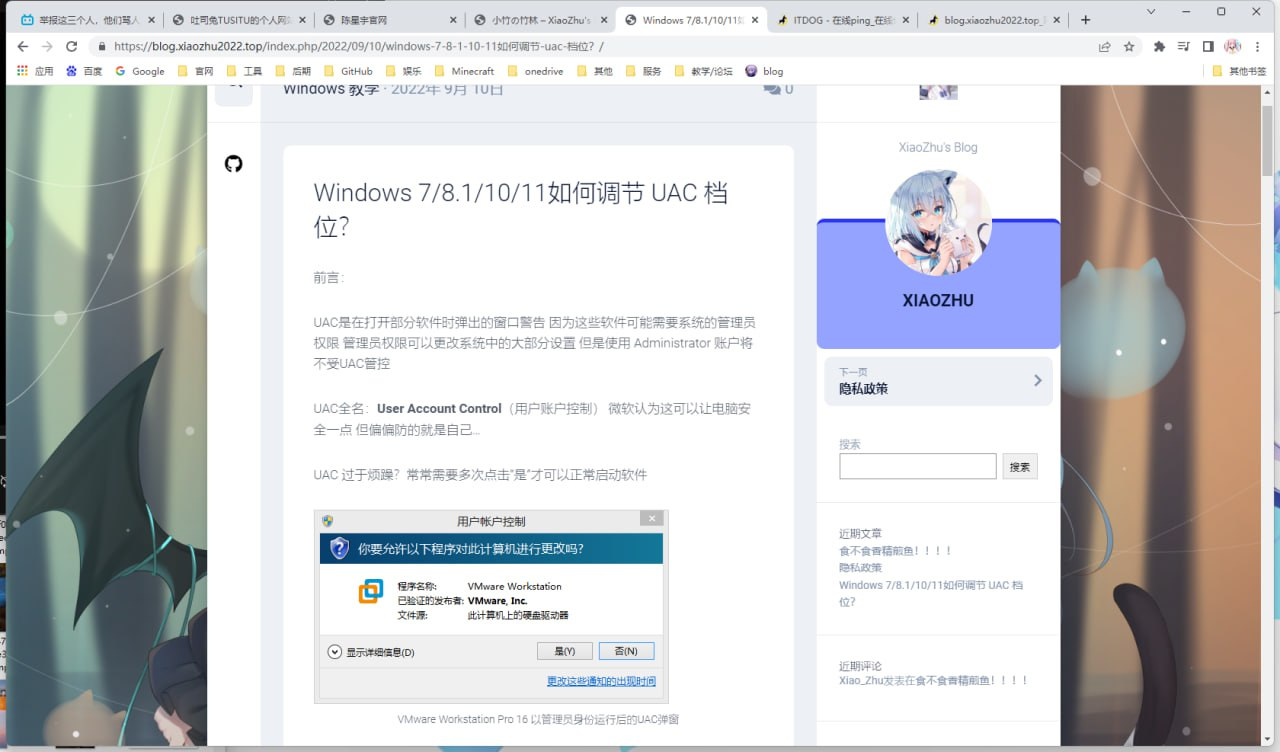 举报这三个人，他们骂人
吐司兔TUSITU的个人网
陈星宇官网
小竹の竹林 – XiaoZhu's
Windows 7/8.1/10/11
ITDOG - 在线ping_在线
blog.xiaozhu2022.top_
https://blog.xiaozhu2022.top/index.php/2022/09/10/windows-7-8-1-10-11如何调节-uac-档位？/
应用
百度
Google
官网
工具
后期
GitHub
娱乐
Minecraft
onedrive
其他
服务
教学/论坛
blog
其他书签
Windows 教学 · 2022年 9月 10日
0
Windows 7/8.1/10/11如何调节 UAC 档
位？
前言：
UAC是在打开部分软件时弹出的窗口警告 因为这些软件可能需要系统的管理员
权限 管理员权限可以更改系统中的大部分设置 但是使用 Administrator 账户将
不受UAC管控
UAC全名：User Account Control（用户账户控制） 微软认为这可以让电脑安
全一点 但偏偏防的就是自己…
UAC 过于烦躁？常常需要多次点击“是”才可以正常启动软件
用户帐户控制
你要允许以下程序对此计算机进行更改吗？
程序名称: VMware Workstation
已验证的发布者: VMware, Inc.
文件源: 此计算机上的硬盘驱动器
显示详细信息(D)
是(Y)
否(N)
更改这些通知的出现时间
VMware Workstation Pro 16 以管理员身份运行后的UAC弹窗
XiaoZhu's Blog
XIAOZHU
下一页
隐私政策
搜索
搜索
近期文章
食不食香精煎鱼！！！！
隐私政策
Windows 7/8.1/10/11如何调节 UAC 档
位？
近期评论
Xiao_Zhu发表在食不食香精煎鱼！！！！